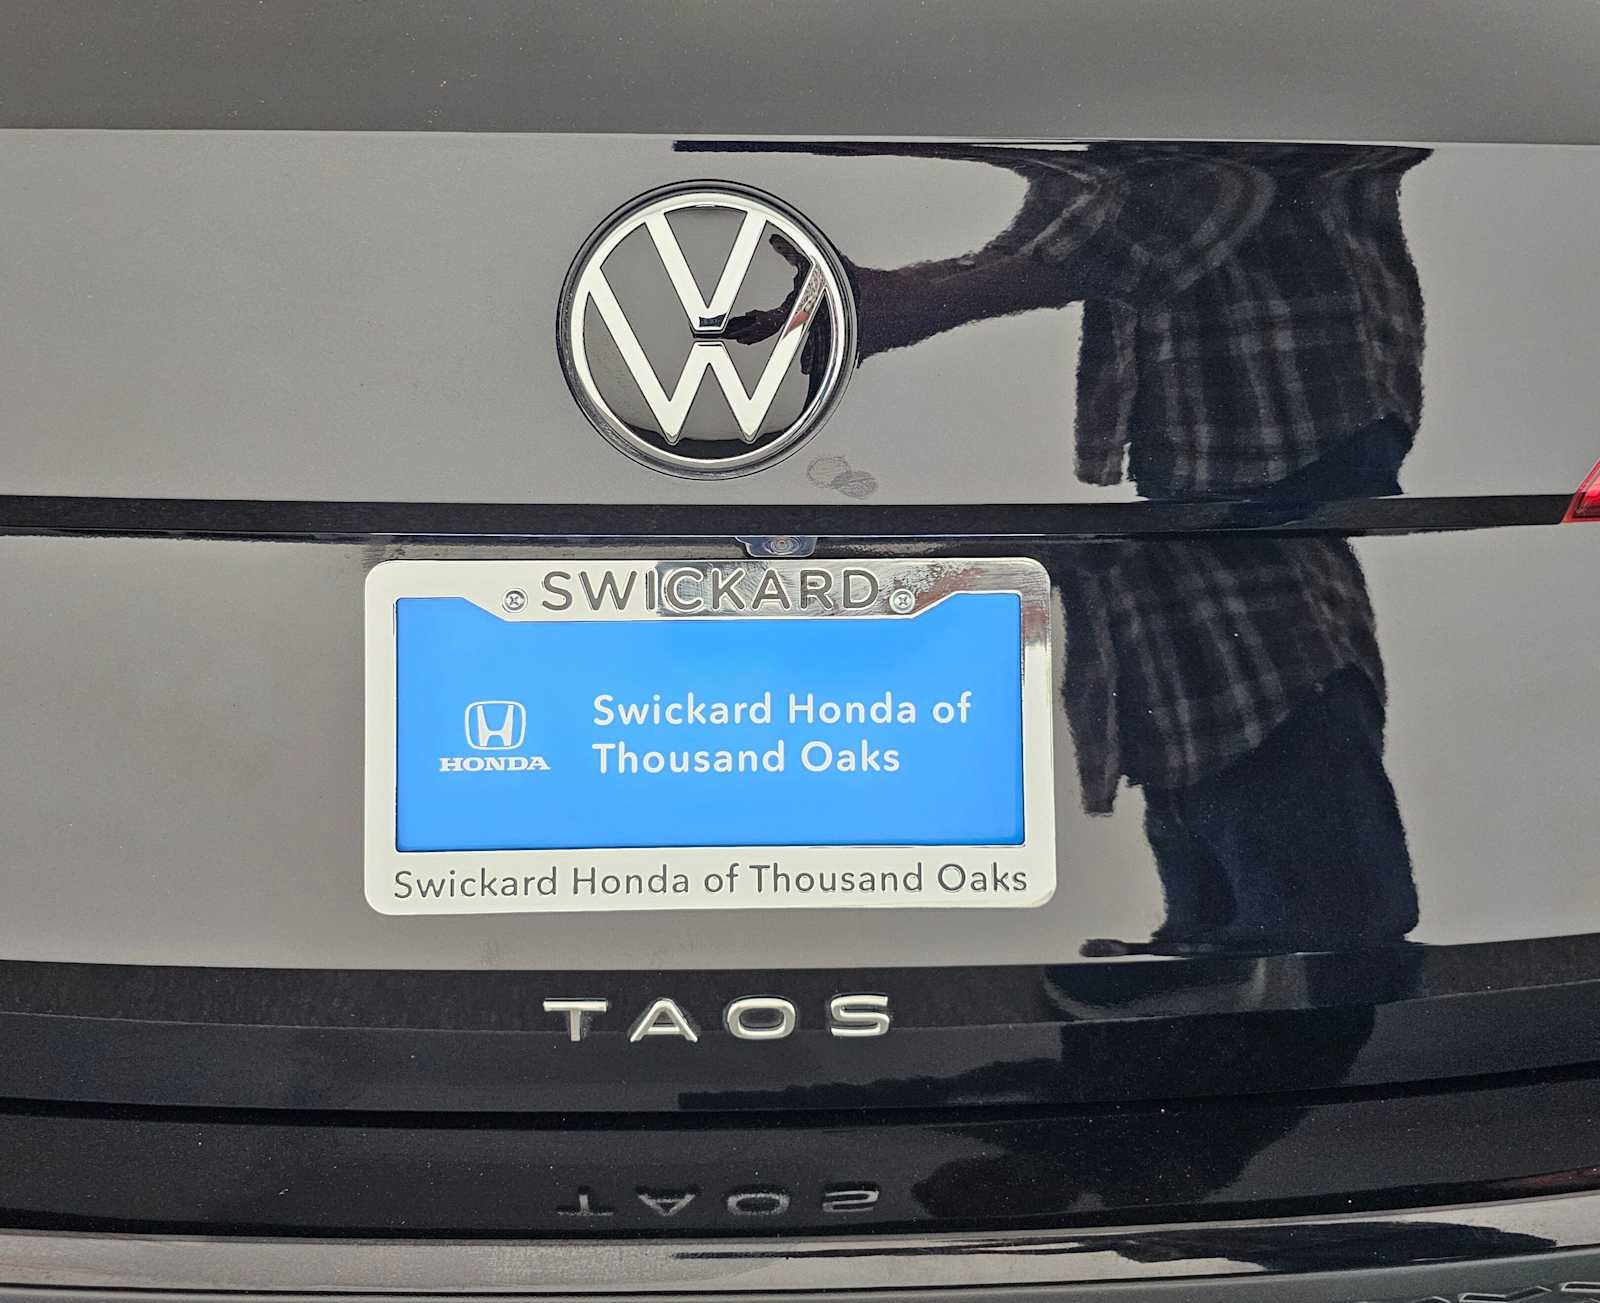 SWICKARD
HONDA
Swickard Honda of
Thousand Oaks
Swickard Honda of Thousand Oaks
TAOS